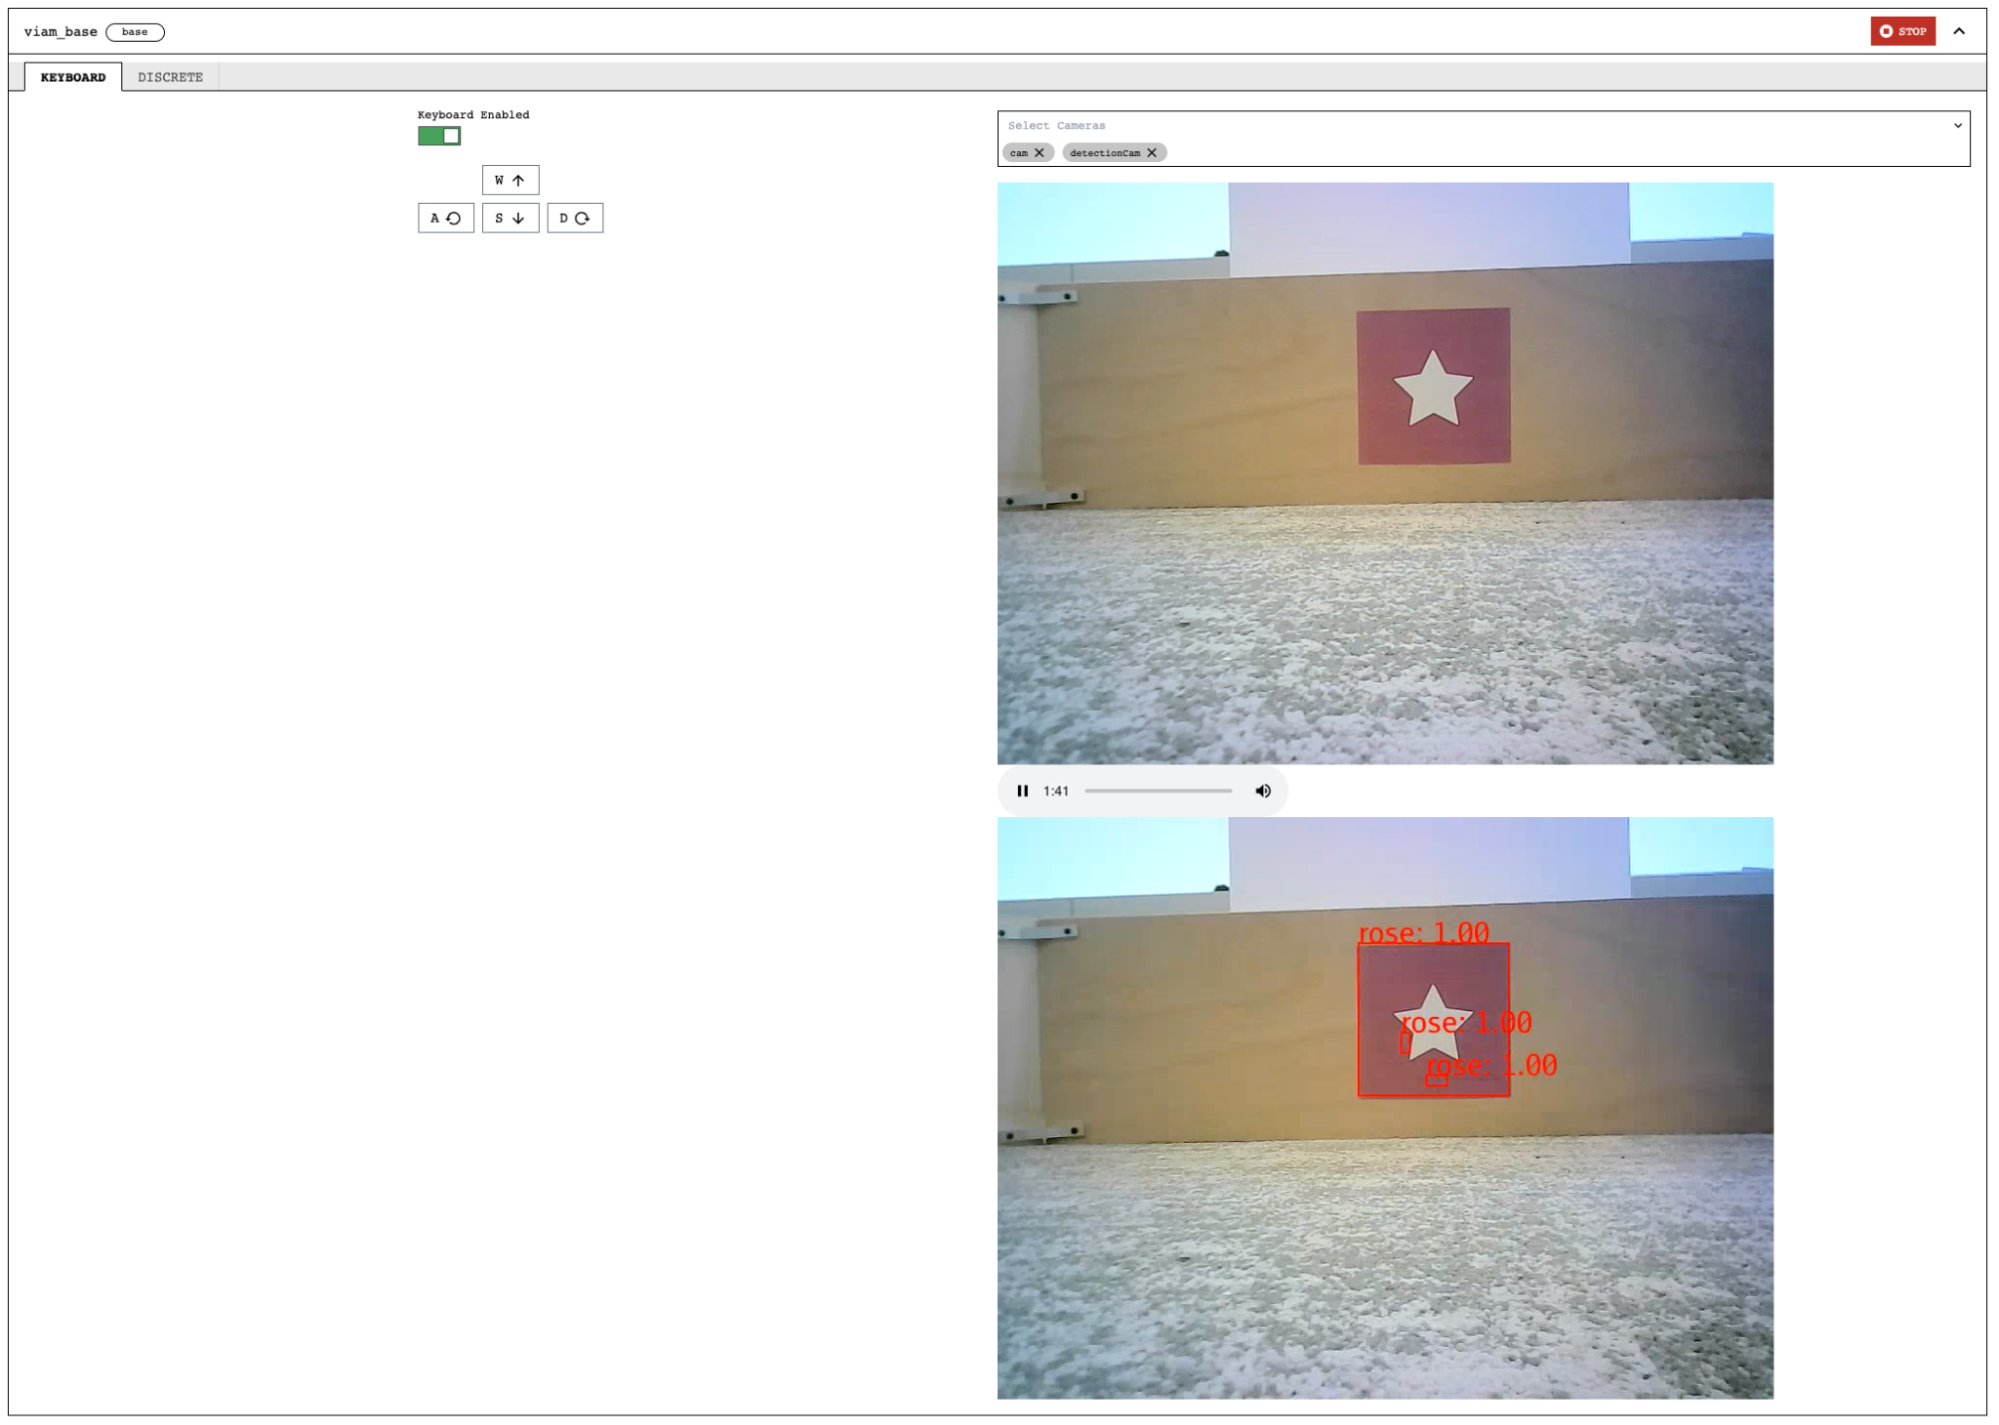 viam_base base
STOP
KEYBOARD DISCRETE
Keyboard Enabled
W
A S D
Select Cameras
cam detectionCam
1:41
rose: 1.00
rose: 1.00
rose: 1.00